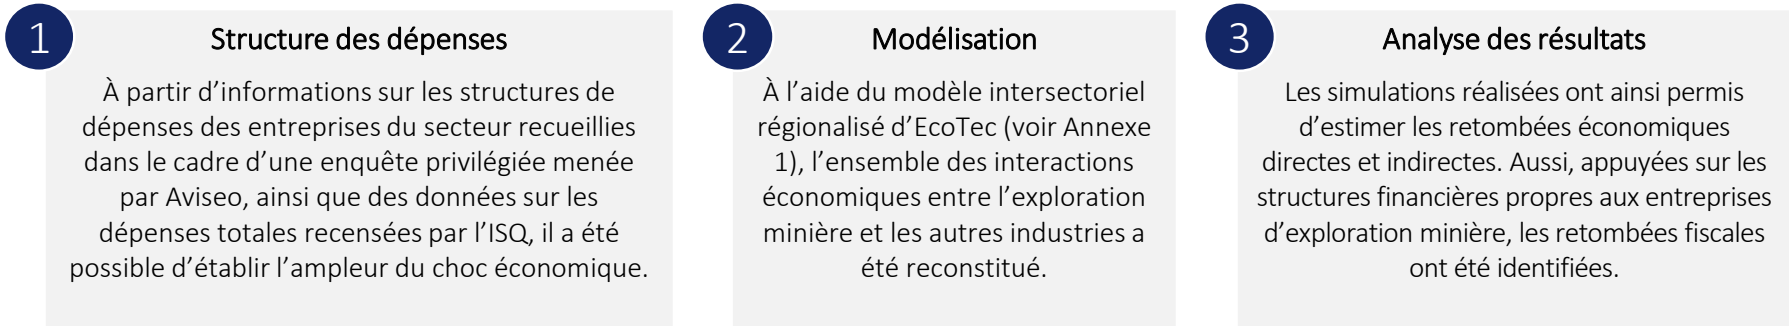 1
Structure des dépenses
À partir d’informations sur les structures de
dépenses des entreprises du secteur recueillies
dans le cadre d’une enquête privilégiée menée
par Aviseo, ainsi que des données sur les
dépenses totales recensées par l’ISQ, il a été
possible d’établir l’ampleur du choc économique.
2
Modélisation
À l’aide du modèle intersectoriel
régionalisé d’EcoTec (voir Annexe
1), l’ensemble des interactions
économiques entre l’exploration
minière et les autres industries a
été reconstitué.
3
Analyse des résultats
Les simulations réalisées ont ainsi permis
d’estimer les retombées économiques
directes et indirectes. Aussi, appuyées sur les
structures financières propres aux entreprises
d’exploration minière, les retombées fiscales
ont été identifiées.